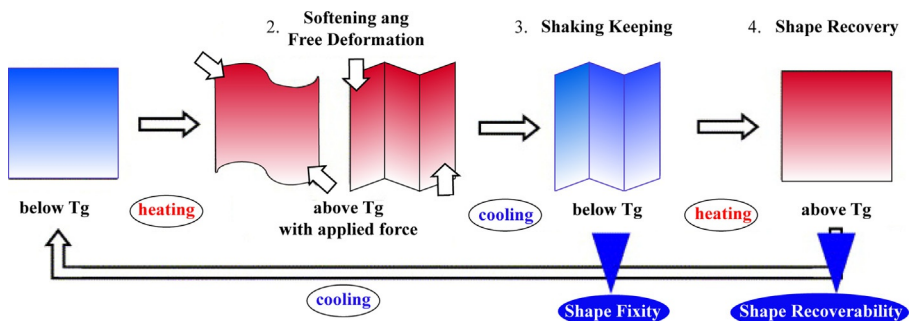 2. Softening ang
Free Deformation
3. Shaking Keeping
4. Shape Recovery
below Tg
heating
above Tg
with applied force
cooling
below Tg
heating
above Tg
cooling
Shape Fixity
Shape Recoverability